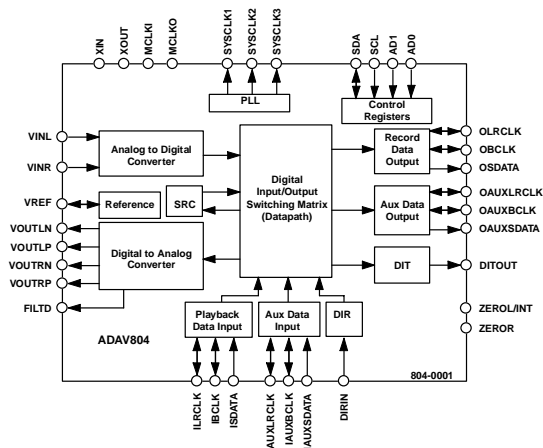 XIN
XOUT
MCLKI
MCLKO
SYSCLK1
SYSCLK2
SYSCLK3
SDA
SCL
AD1
AD0
PLL
Control
Registers
VINL
VINR
VREF
VOUTLN
VOUTLP
VOUTRN
VOUTRP
FILTD
Analog to Digital
Converter
Reference
SRC
Digital to Analog
Converter
Digital
Input/Output
Switching Matrix
(Datapath)
Record
Data
Output
Aux Data
Output
DIT
OLRCLK
OBCLK
OSDATA
OAUXLRCLK
OAUXBCLK
OAUXSDATA
DITOUT
ZEROL/INT
ZEROR
Playback
Data Input
Aux Data
Input
DIR
ADAV804
804-0001
ILRCLK
IBCLK
ISDATA
AUXLRCLK
IAUXBCLK
AUXSDATA
DIRIN